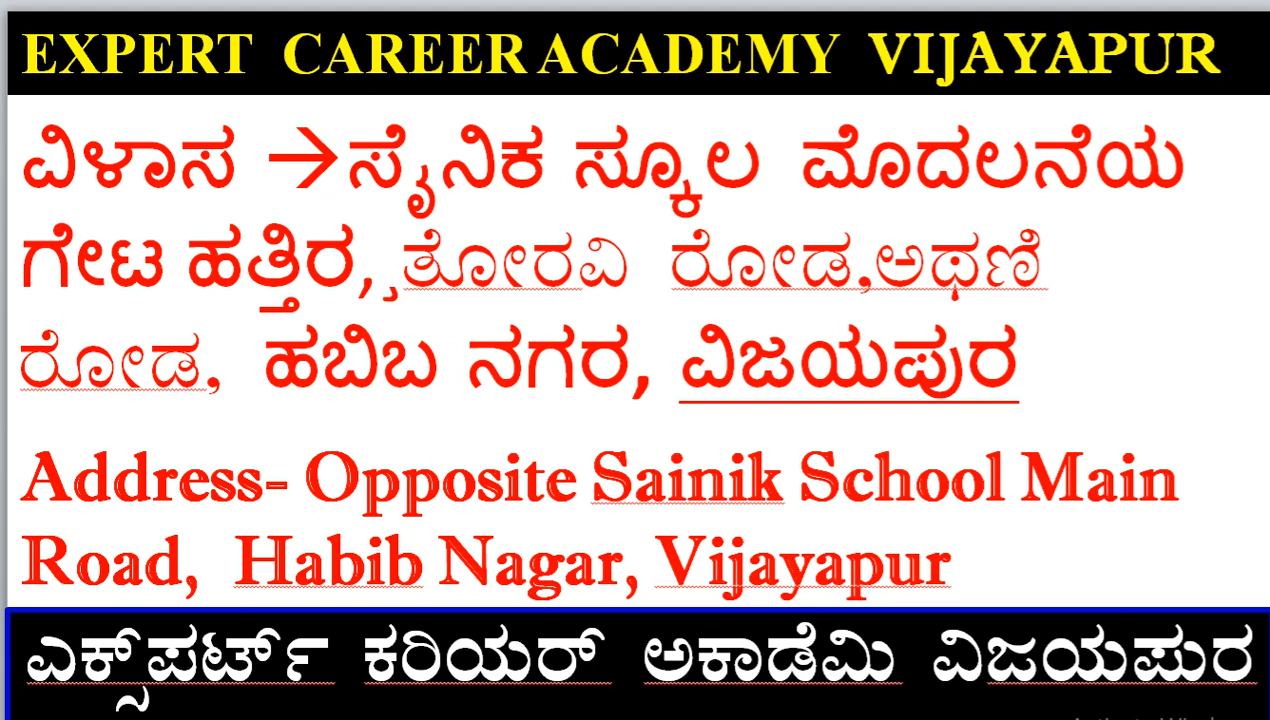 EXPERT CAREER ACADEMY VIJAYAPUR
ವಿಳಾಸ →ಸೈನಿಕ ಸ್ಕೂಲ ಮೊದಲನೆಯ
ಗೇಟ ಹತ್ತಿರ, ,ತೋರವಿ ರೋಡ,ಅಥಣಿ
ರೋಡ, ಹಬಿಬ ನಗರ, ವಿಜಯಪುರ
Address- Opposite Sainik School Main
Road, Habib Nagar, Vijayapur
ಎಕ್ಸ್‌ಪರ್ಟ್ ಕರಿಯರ್ ಅಕಾಡೆಮಿ ವಿಜಯಪುರ